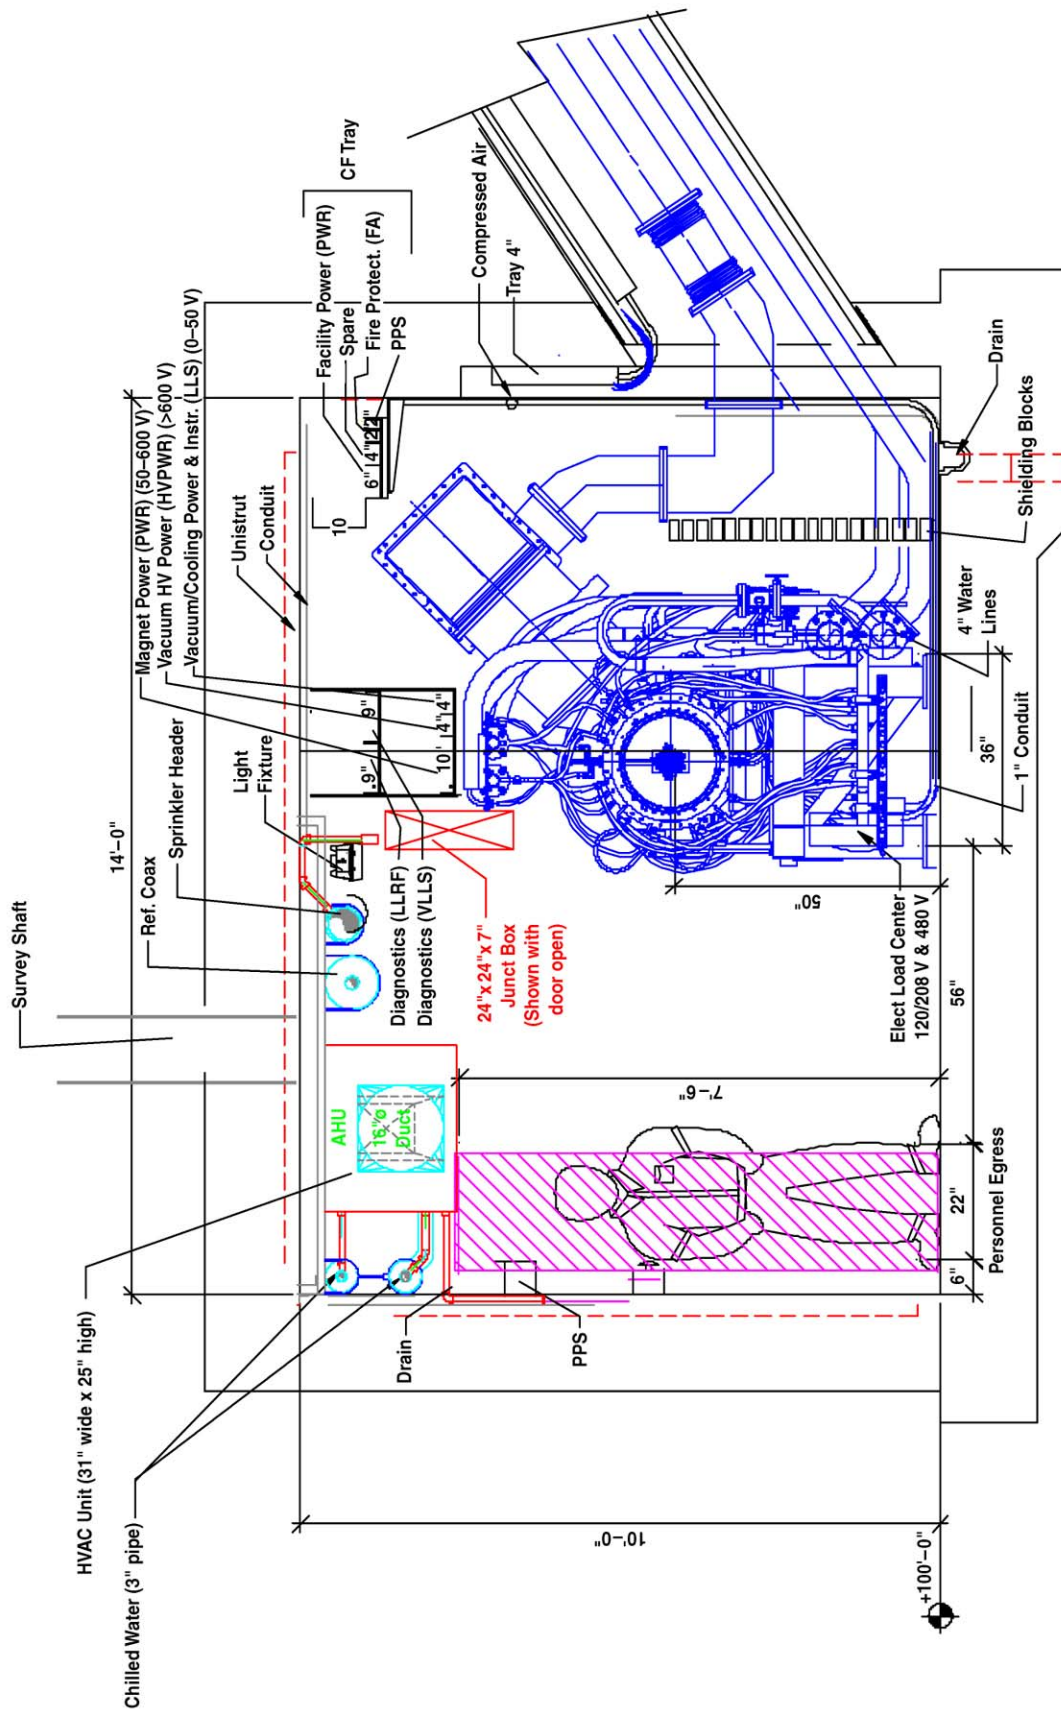 Survey Shaft
14'–0"
HVAC Unit (31" wide x 25" high)
Chilled Water (3" pipe)
Ref. Coax
Sprinkler Header
Light
Fixture
Magnet Power (PWR) (50–600 V)
Vacuum HV Power (HVPWR) (>600 V)
Vacuum/Cooling Power & Instr. (LLS) (0–50 V)
Unistrut
Conduit
10
Facility Power (PWR)
Spare
Fire Protect. (FA)
PPS
CF Tray
6"
4"
2"
2"
Compressed Air
Tray 4"
AHU
16"ø
Duct
9"
9"
10'
4"
4"
Diagnostics (LLRF)
Diagnostics (VLLS)
24"x 24"x 7"
Junct Box
(Shown with
door open)
Drain
PPS
10'–0"
7'–6"
50"
Elect Load Center
120/208 V & 480 V
+100'–0"
6"
22"
56"
36"
Personnel Egress
1" Conduit
4" Water
Lines
Shielding Blocks
Drain